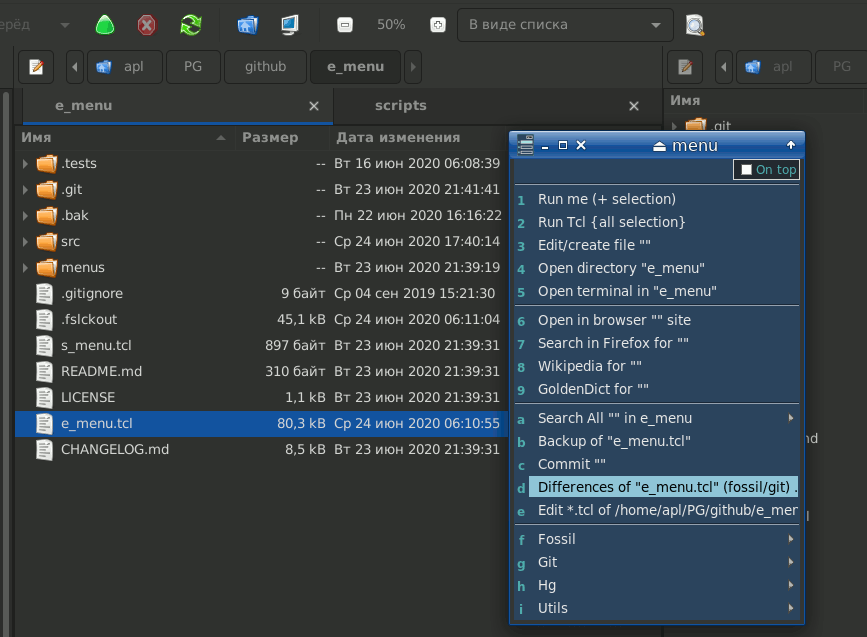 50%
В виде списка
apl
PG
github
e_menu
apl
PG
e_menu
scripts
Имя
Имя Размер Дата изменения
.git
.tests -- Вт 16 июн 2020 06:08:39
.git -- Вт 23 июн 2020 21:41:41
.bak -- Пн 22 июн 2020 16:16:22
src -- Ср 24 июн 2020 17:40:14
menus -- Вт 23 июн 2020 21:39:19
.gitignore 9 байт Ср 04 сен 2019 15:21:30
.fslckout 45,1 kB Ср 24 июн 2020 06:11:04
s_menu.tcl 897 байт Вт 23 июн 2020 21:39:31
README.md 310 байт Вт 23 июн 2020 21:39:31
LICENSE 1,1 kB Вт 23 июн 2020 21:39:31
e_menu.tcl 80,3 kB Ср 24 июн 2020 06:10:55
CHANGELOG.md 8,5 kB Вт 23 июн 2020 21:39:31
menu
On top
1 Run me (+ selection)
2 Run Tcl {all selection}
3 Edit/create file ""
4 Open directory "e_menu"
5 Open terminal in "e_menu"
6 Open in browser "" site
7 Search in Firefox for ""
8 Wikipedia for ""
9 GoldenDict for ""
a Search All "" in e_menu
b Backup of "e_menu.tcl"
c Commit ""
d Differences of "e_menu.tcl" (fossil/git) .
e Edit *.tcl of /home/apl/PG/github/e_mer
f Fossil
g Git
h Hg
i Utils